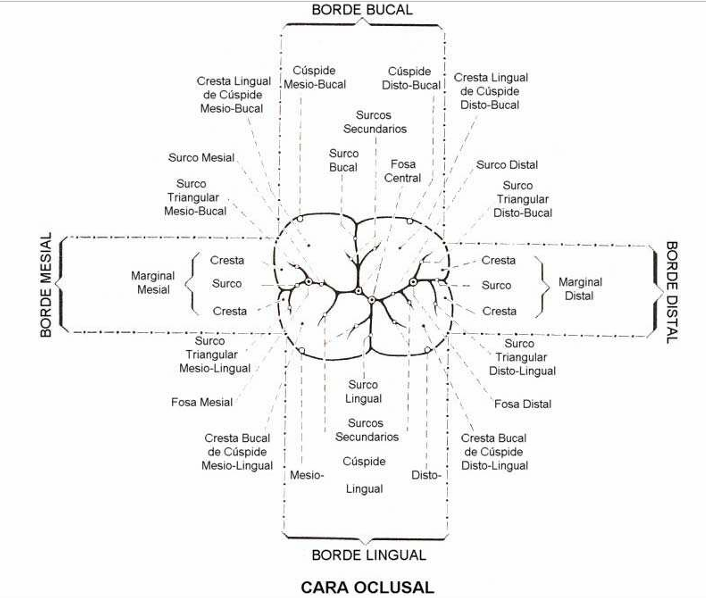 BORDE BUCAL
Cúspide
Mesio-Bucal
Cúspide
Disto-Bucal
Cresta Lingual
de Cúspide
Mesio-Bucal
Cresta Lingual
de Cúspide
Disto-Bucal
Surcos
Secundarios
Surco
Bucal
Fosa
Central
Surco Mesial
Surco Distal
Surco
Triangular
Mesio-Bucal
Surco
Triangular
Disto-Bucal
BORDE MESIAL
Marginal
Mesial
Cresta
Surco
Cresta
Cresta
Surco
Cresta
Marginal
Distal
BORDE DISTAL
Surco
Triangular
Mesio-Lingual
Surco
Triangular
Disto-Lingual
Fosa Mesial
Surco
Lingual
Fosa Distal
Surcos
Secundarios
Cresta Bucal
de Cúspide
Mesio-Lingual
Cresta Bucal
de Cúspide
Disto-Lingual
Cúspide
Mesio-
Disto-
Lingual
BORDE LINGUAL
CARA OCLUSAL